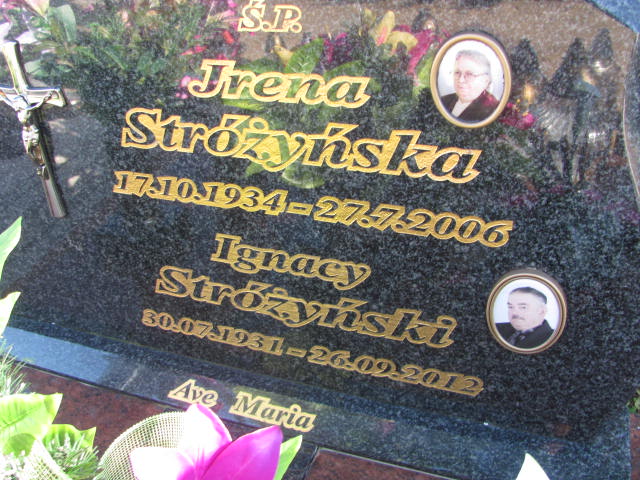 Ś.P.
Irena
Stróżyńska
17.10.1934 – 27.7.2006
Ignacy
Stróżyński
30.07.1931 – 26.09.2012
Ave Maria